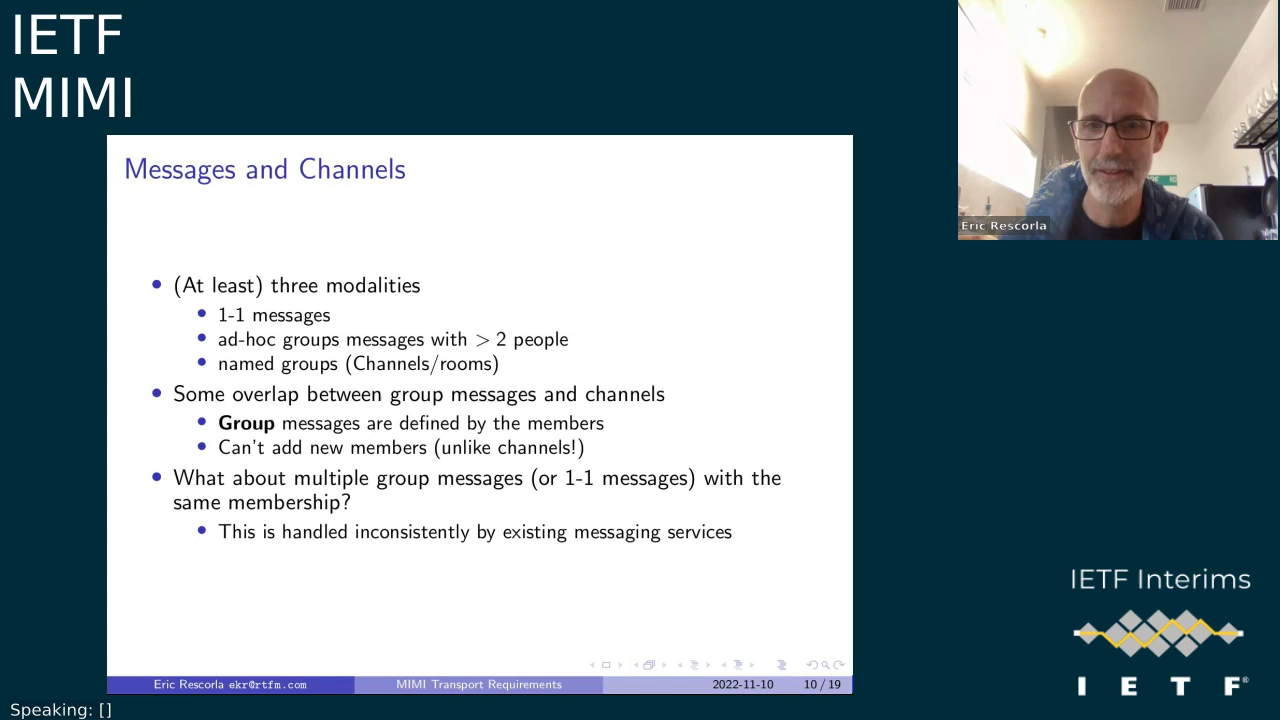 IETF
MIMI
Eric Rescorla
Messages and Channels
• (At least) three modalities
• 1-1 messages
• ad-hoc groups messages with > 2 people
• named groups (Channels/rooms)
• Some overlap between group messages and channels
• Group messages are defined by the members
• Can't add new members (unlike channels!)
• What about multiple group messages (or 1-1 messages) with the
same membership?
• This is handled inconsistently by existing messaging services
Eric Rescorla ekr@rtfm.com MIMI Transport Requirements 2022-11-10 10 / 19
IETF Interims
I E T F®
Speaking: []